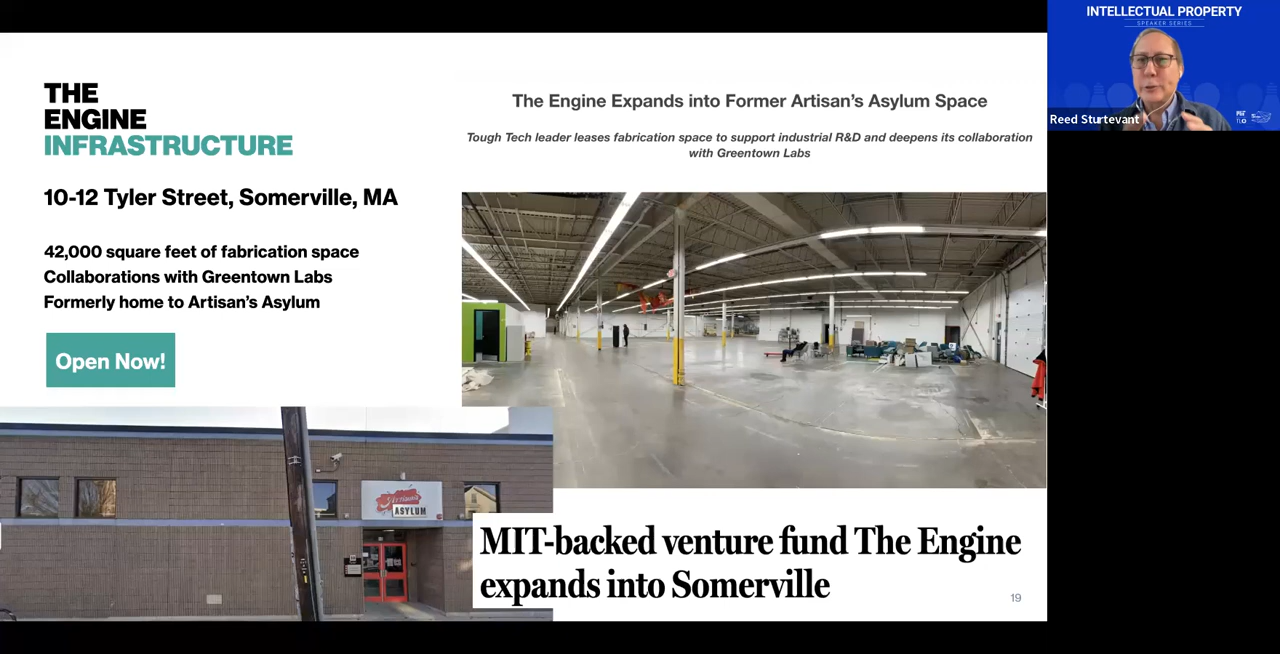 THE
ENGINE
INFRASTRUCTURE
10-12 Tyler Street, Somerville, MA
42,000 square feet of fabrication space
Collaborations with Greentown Labs
Formerly home to Artisan's Asylum
Open Now!
The Engine Expands into Former Artisan's Asylum Space
Tough Tech leader leases fabrication space to support industrial R&D and deepens its collaboration
with Greentown Labs
Artisan's
ASYLUM
MIT-backed venture fund The Engine
expands into Somerville
19
INTELLECTUAL PROPERTY
SPEAKER SERIES
Reed Sturtevant